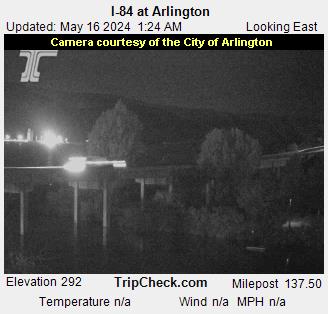 I-84 at Arlington
Updated: May 16 2024 1:24 AM Looking East
Camera courtesy of the City of Arlington
Elevation 292 TripCheck.com Milepost 137.50
Temperature n/a Wind n/a MPH n/a